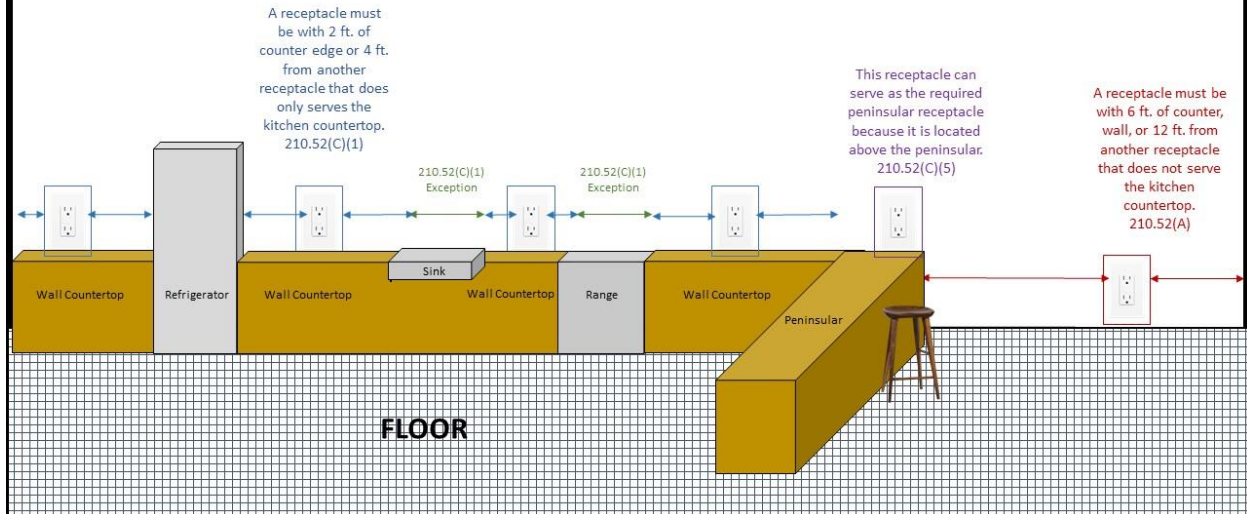 A receptacle must
be with 2 ft. of
counter edge or 4 ft.
from another
receptacle that does
only serves the
kitchen countertop.
210.52(C)(1)
This receptacle can
serve as the required
peninsular receptacle
because it is located
above the peninsular.
210.52(C)(5)
A receptacle must be
with 6 ft. of counter,
wall, or 12 ft. from
another receptacle
that does not serve
the kitchen
countertop.
210.52(A)
210.52(C)(1)
Exception
210.52(C)(1)
Exception
Sink
Wall Countertop
Refrigerator
Wall Countertop
Wall Countertop
Range
Wall Countertop
Peninsular
FLOOR